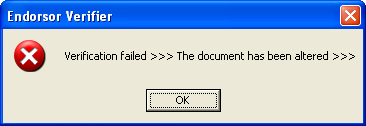 Endorsor Verifier
Verification failed >>> The document has been altered >>>
OK